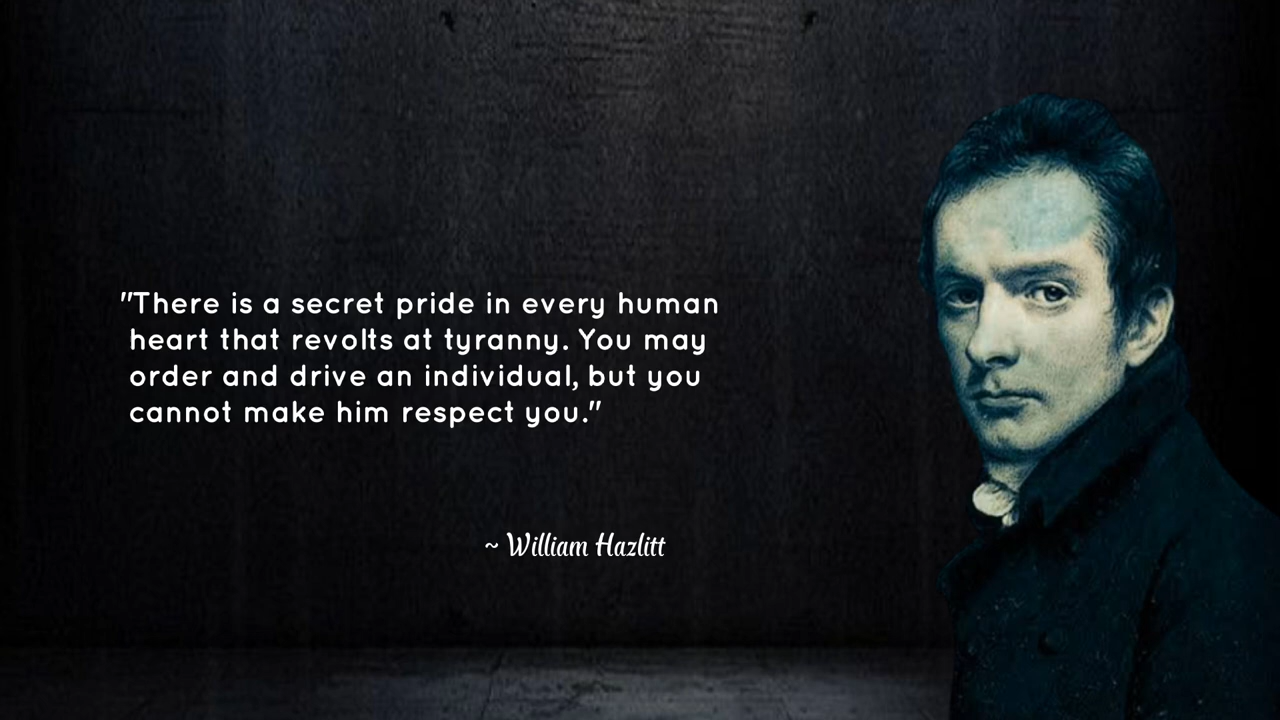 "There is a secret pride in every human
heart that revolts at tyranny. You may
order and drive an individual, but you
cannot make him respect you."
~ William Hazlitt